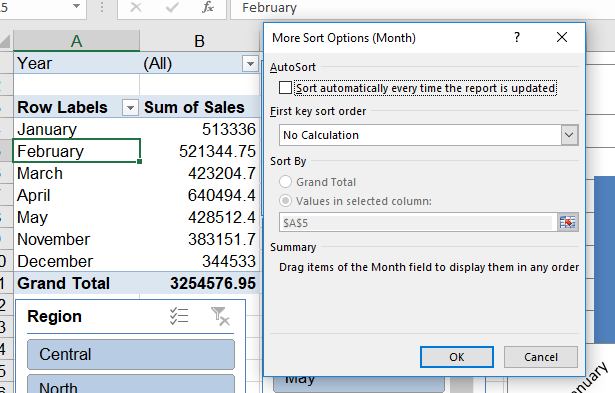 February
A B
Year (All)
Row Labels Sum of Sales
January 513336
February 521344.75
March 423204.7
April 640494.4
May 428512.4
November 383151.7
December 344533
Grand Total 3254576.95
Region
Central
North
More Sort Options (Month) ?
AutoSort
Sort automatically every time the report is updated
First key sort order
No Calculation
Sort By
Grand Total
Values in selected column:
$A$5
Summary
Drag items of the Month field to display them in any order
OK Cancel
May